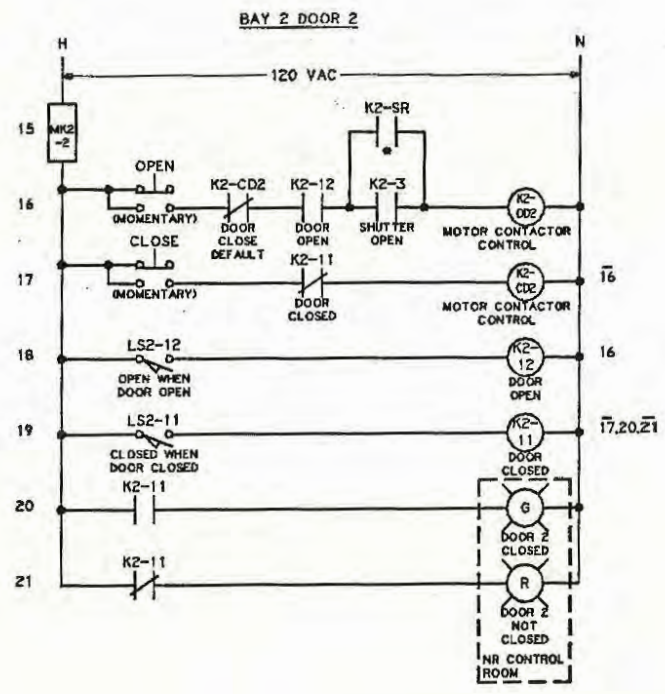 BAY 2 DOOR 2
H
N
120 VAC
K2-SR
15
MK2
-2
*
OPEN
K2-CD2
K2-12
K2-3
16
K2-
OD2
(MOMENTARY)
DOOR
CLOSE
DEFAULT
DOOR
OPEN
SHUTTER
OPEN
MOTOR CONTACTOR
CONTROL
CLOSE
K2-11
17
K2-
CD2
16
(MOMENTARY)
DOOR
CLOSED
MOTOR CONTACTOR
CONTROL
LS2-12
18
K2-
12
16
OPEN WHEN
DOOR OPEN
DOOR
OPEN
LS2-11
19
K2-
11
17,20,21
CLOSED WHEN
DOOR CLOSED
DOOR
CLOSED
K2-11
20
G
DOOR 2
CLOSED
K2-11
21
R
DOOR 2
NOT
CLOSED
NR CONTROL
ROOM